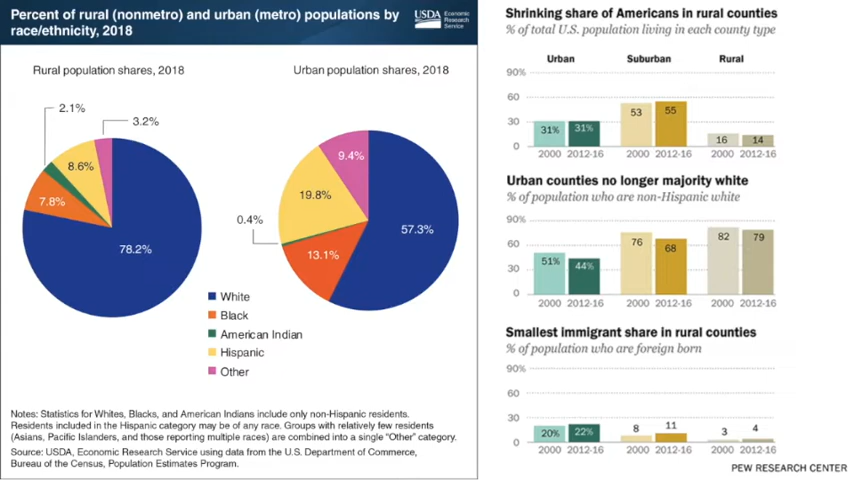 Percent of rural (nonmetro) and urban (metro) populations by
race/ethnicity, 2018
USDA Economic
Research
Service
Rural population shares, 2018
2.1%
3.2%
8.6%
7.8%
78.2%
Urban population shares, 2018
9.4%
19.8%
0.4%
13.1%
57.3%
White
Black
American Indian
Hispanic
Other
Notes: Statistics for Whites, Blacks, and American Indians include only non-Hispanic residents.
Residents included in the Hispanic category may be of any race. Groups with relatively few residents
(Asians, Pacific Islanders, and those reporting multiple races) are combined into a single “Other” category.
Source: USDA, Economic Research Service using data from the U.S. Department of Commerce,
Bureau of the Census, Population Estimates Program.
Shrinking share of Americans in rural counties
% of total U.S. population living in each county type
Urban Suburban Rural
90%
60
30
0
31% 31% 53 55 16 14
2000 2012-16 2000 2012-16 2000 2012-16
Urban counties no longer majority white
% of population who are non-Hispanic white
90%
60
30
0
51% 44% 76 68 82 79
2000 2012-16 2000 2012-16 2000 2012-16
Smallest immigrant share in rural counties
% of population who are foreign born
90%
60
30
0
20% 22% 8 11 3 4
2000 2012-16 2000 2012-16 2000 2012-16
PEW RESEARCH CENTER